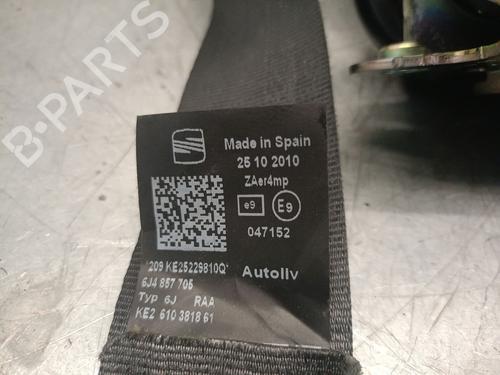 Made in Spain
25 10 2010
ZAer4mp
e9 E9
047152
*209 KE25229810Q*
6J4 857 705
Autoliv
Typ 6J RAA
KE2 610 3818 61
B-PARTS